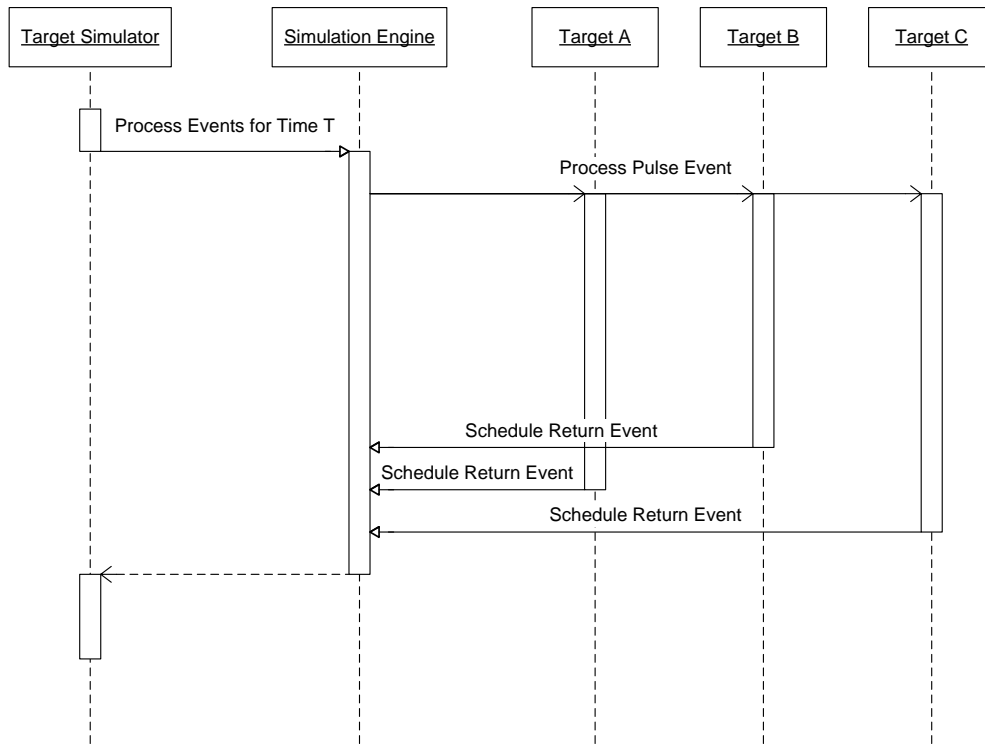 Target Simulator
Simulation Engine
Target A
Target B
Target C
Process Events for Time T
Process Pulse Event
Schedule Return Event
Schedule Return Event
Schedule Return Event